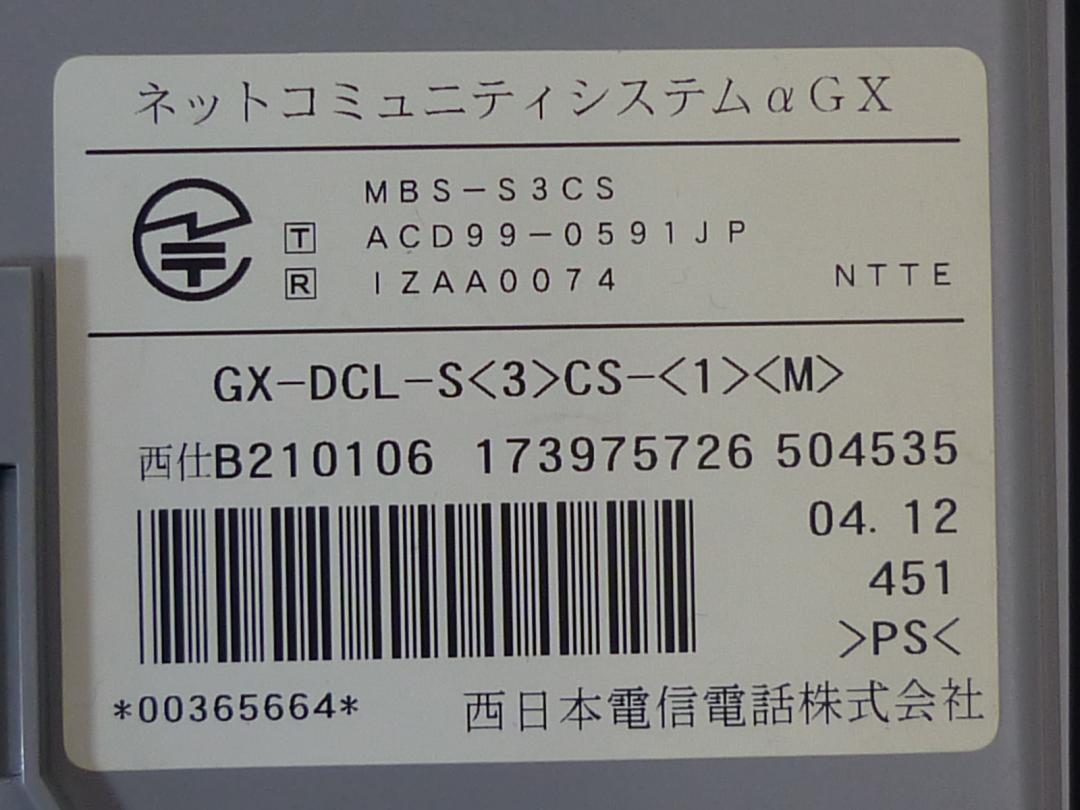 ネットコミュニティシステムαGX
MBS-S3CS
T ACD99-0591JP
R IZAA0074 NTTE
GX-DCL-S<3>CS-<1><M>
西仕B210106 173975726 504535
04.12
451
>PS<
*00365664*
西日本電信電話株式会社